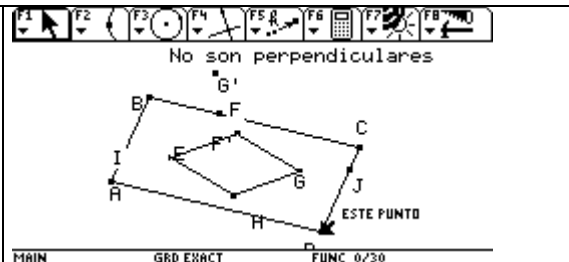 F1 F2 F3 F4 F5 F6 F7 F8
No son perpendiculares
G'
B F
C
I E F'
G J
A
H ESTE PUNTO
MAIN GRD EXACT FUNC 0/30